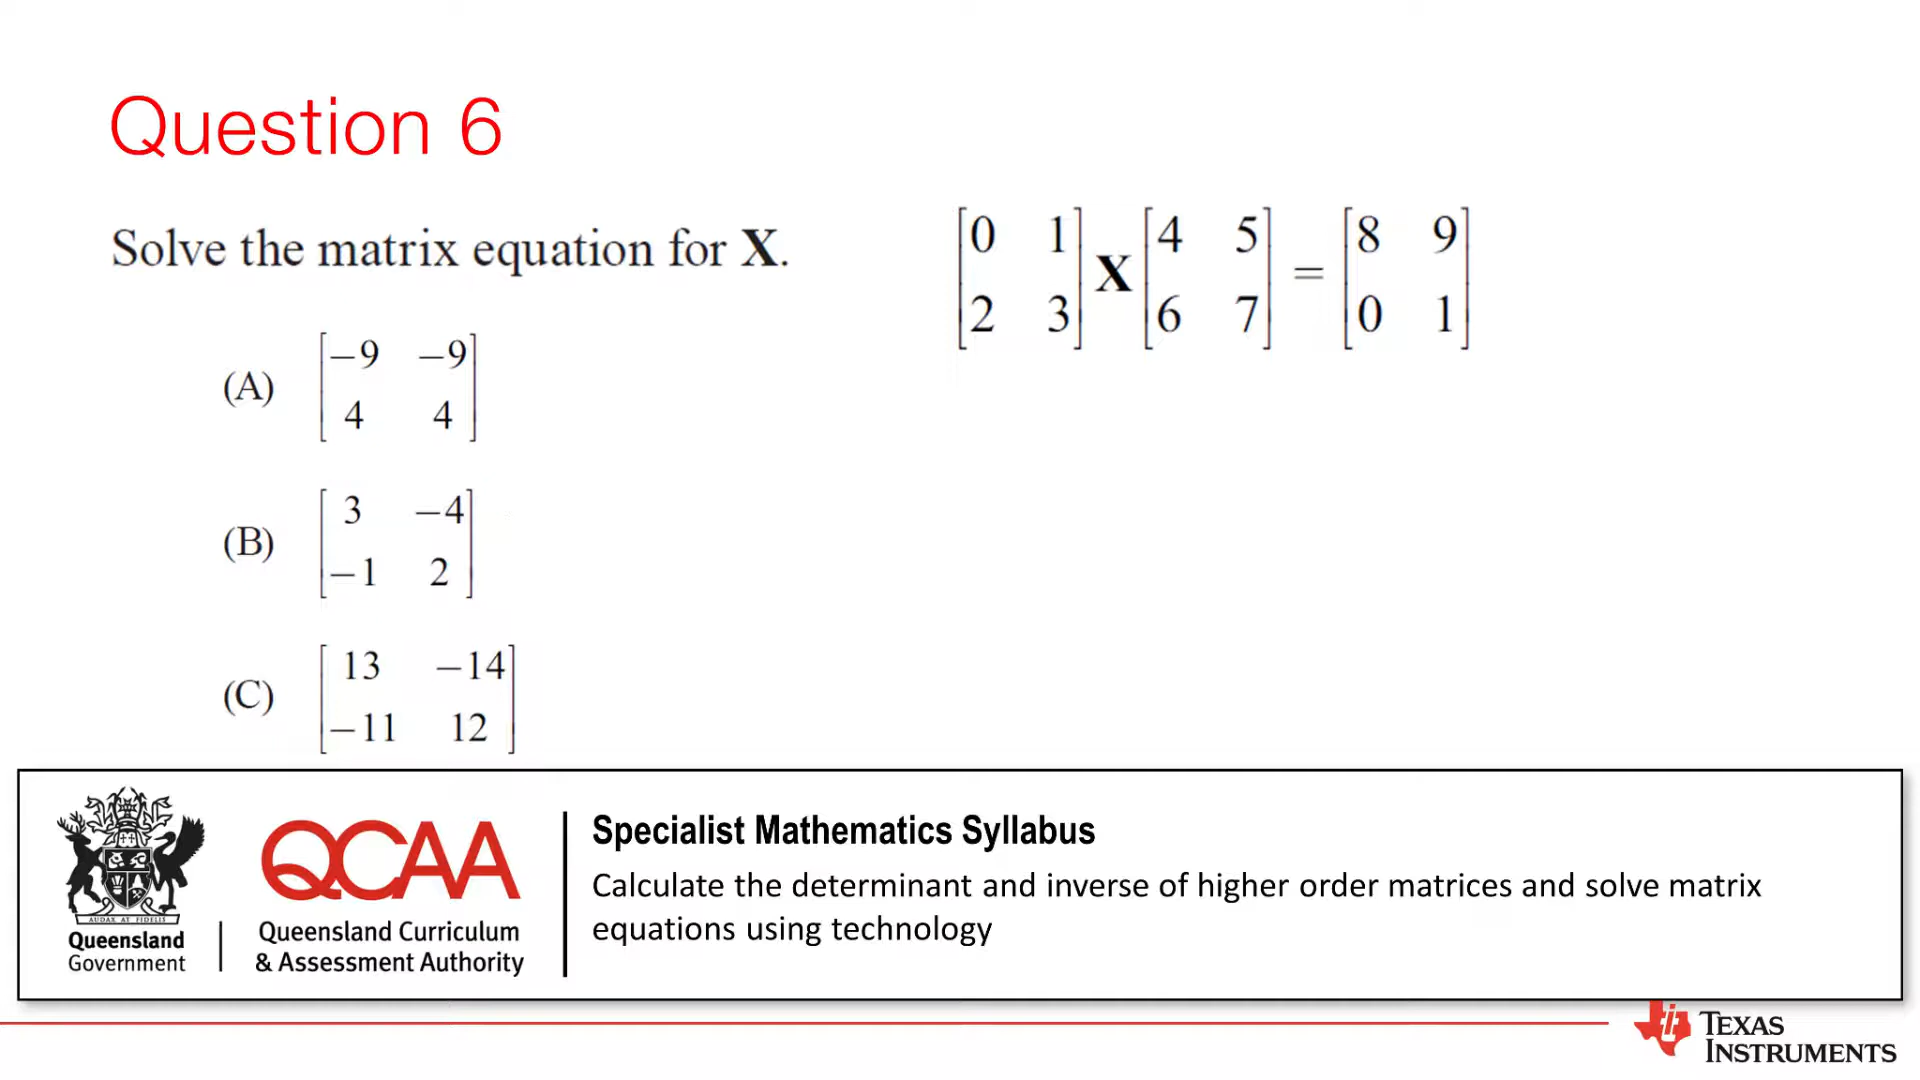 Question 6
Solve the matrix equation for X.
[0 1
2 3] X [4 5
6 7] = [8 9
0 1]
(A) [−9 −9
4 4]
(B) [3 −4
−1 2]
(C) [13 −14
−11 12]
AUDAX AT FIDELIS
Queensland
Government
QCAA
Queensland Curriculum
& Assessment Authority
Specialist Mathematics Syllabus
Calculate the determinant and inverse of higher order matrices and solve matrix
equations using technology
TEXAS
INSTRUMENTS